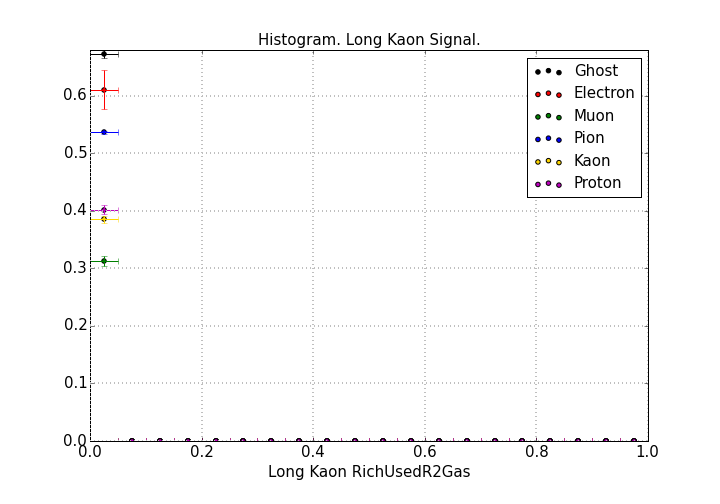 Histogram. Long Kaon Signal.
Ghost
Electron
Muon
Pion
Kaon
Proton
0.6
0.5
0.4
0.3
0.2
0.1
0.0
0.0 0.2 0.4 0.6 0.8 1.0
Long Kaon RichUsedR2Gas